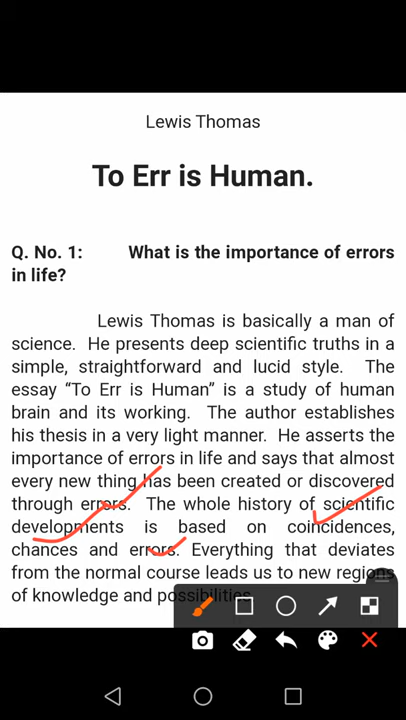 Lewis Thomas
To Err is Human.
Q. No. 1: What is the importance of errors
in life?
Lewis Thomas is basically a man of
science. He presents deep scientific truths in a
simple, straightforward and lucid style. The
essay “To Err is Human” is a study of human
brain and its working. The author establishes
his thesis in a very light manner. He asserts the
importance of errors in life and says that almost
every new thing has been created or discovered
through errors. The whole history of scientific
developments is based on coincidences,
chances and errors. Everything that deviates
from the normal course leads us to new regions
of knowledge and possibilities.